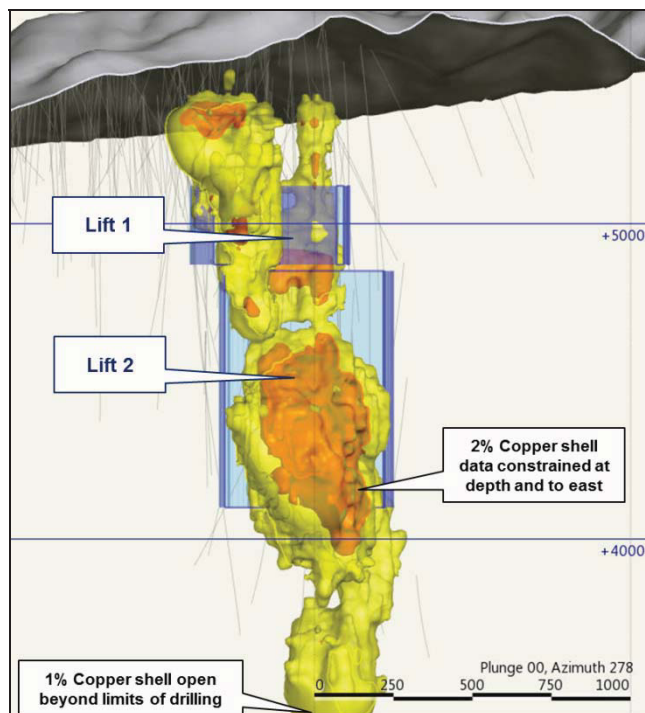 Lift 1
+5000
Lift 2
2% Copper shell
data constrained at
depth and to east
+4000
Plunge 00, Azimuth 278
0 250 500 750 1000
1% Copper shell open
beyond limits of drilling